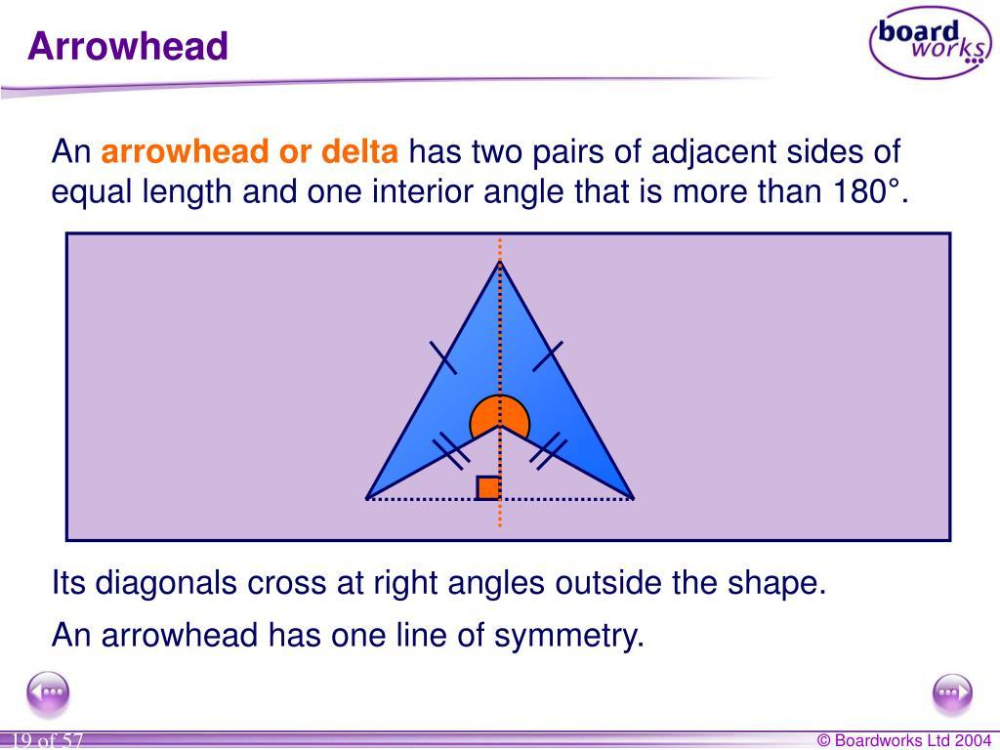 Arrowhead
board
works
An arrowhead or delta has two pairs of adjacent sides of
equal length and one interior angle that is more than 180°.
Its diagonals cross at right angles outside the shape.
An arrowhead has one line of symmetry.
19 of 57
© Boardworks Ltd 2004